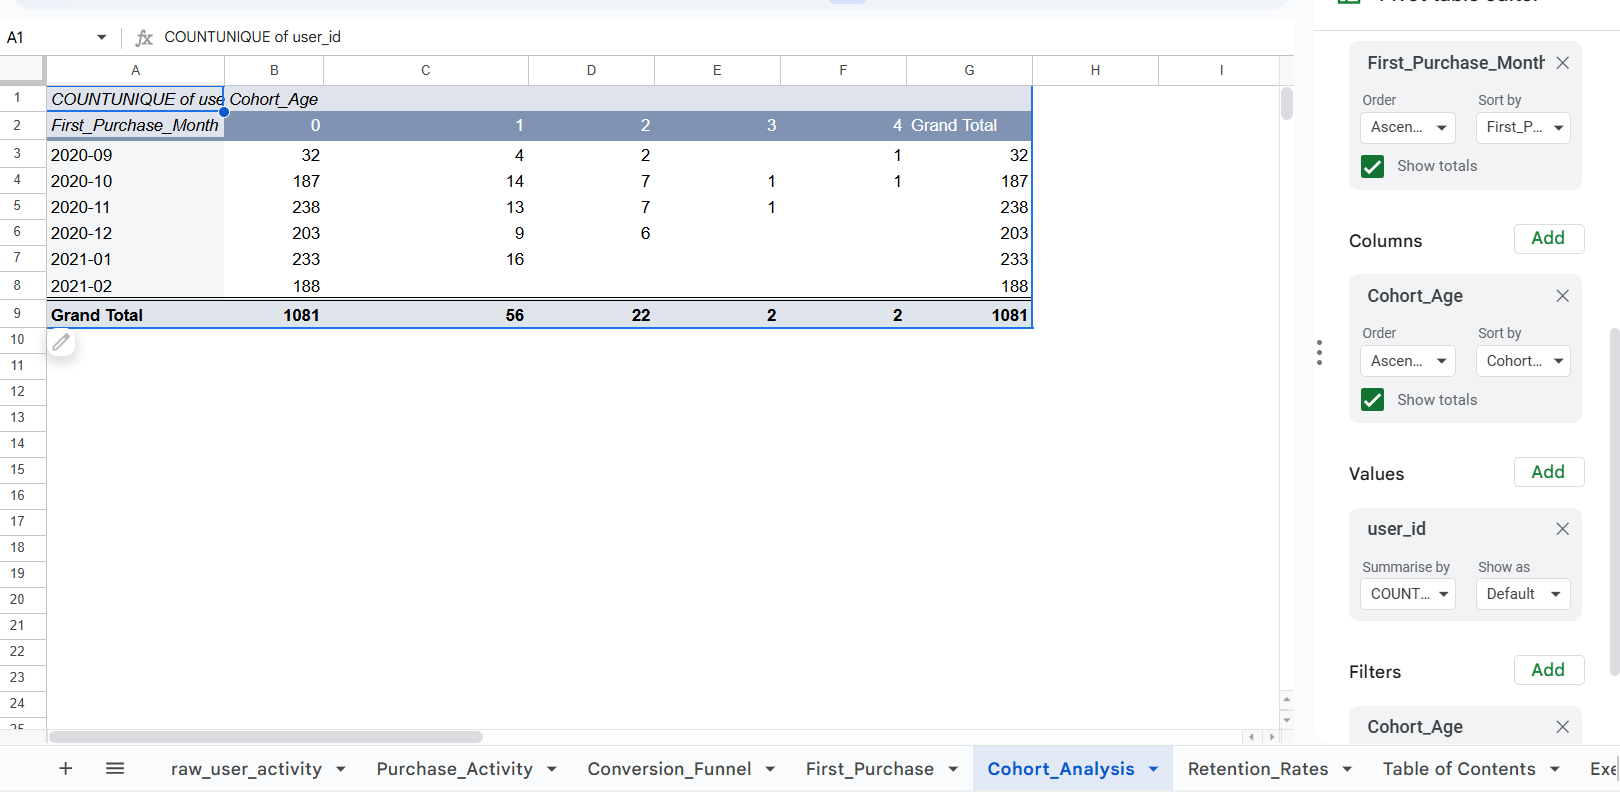 A1 COUNTUNIQUE of user_id
A B C D E F G H I
1 COUNTUNIQUE of use Cohort_Age
2 First_Purchase_Month 0 1 2 3 4 Grand Total
3 2020-09 32 4 2 1 32
4 2020-10 187 14 7 1 1 187
5 2020-11 238 13 7 1 238
6 2020-12 203 9 6 203
7 2021-01 233 16 233
8 2021-02 188 188
9 Grand Total 1081 56 22 2 2 1081
10
11
12
13
14
15
16
17
18
19
20
21
22
23
24
25
First_Purchase_Month
Order Sort by
Ascen... First_P...
Show totals
Columns Add
Cohort_Age
Order Sort by
Ascen... Cohort...
Show totals
Values Add
user_id
Summarise by Show as
COUNT... Default
Filters Add
Cohort_Age
raw_user_activity Purchase_Activity Conversion_Funnel First_Purchase Cohort_Analysis Retention_Rates Table of Contents Exe